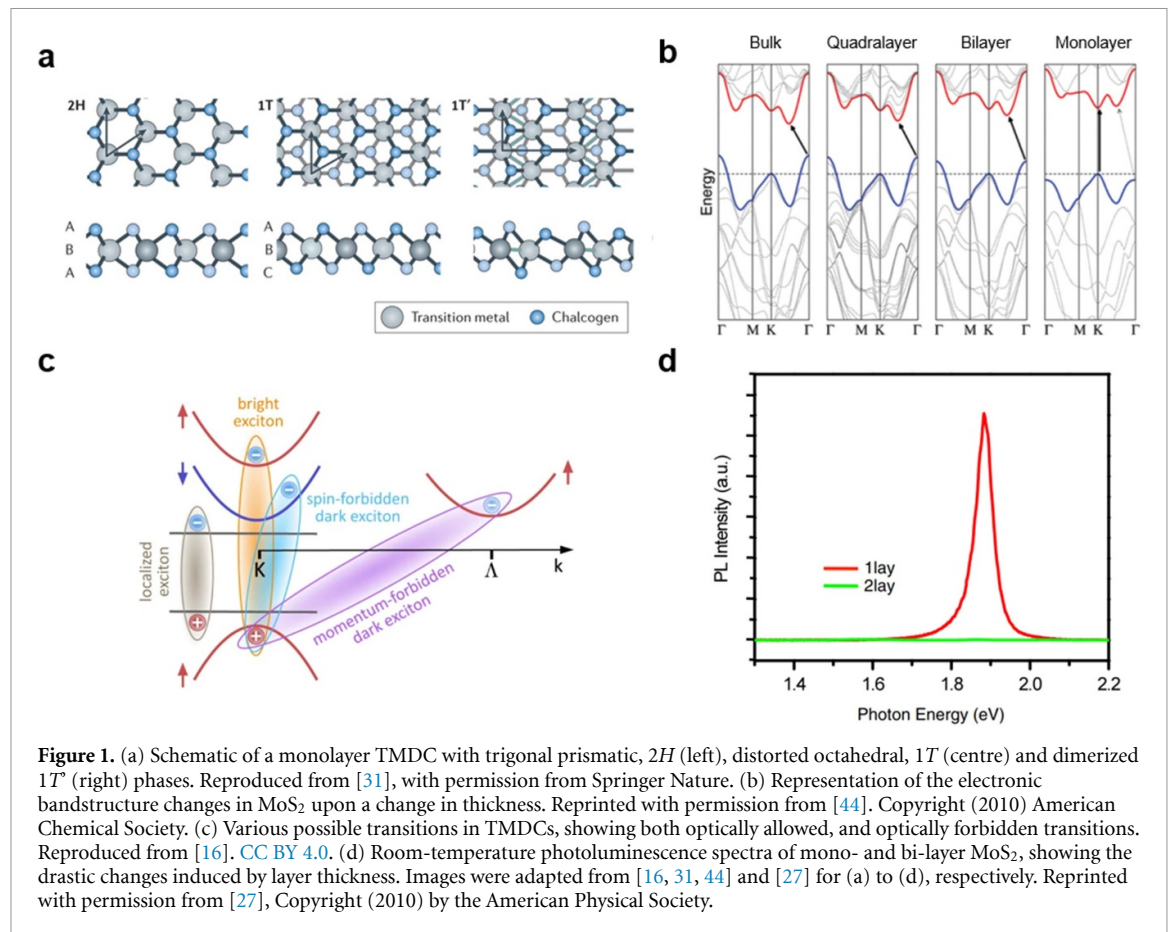 a
2H
1T
1T′
A
B
A
A
B
C
Transition metal
Chalcogen
b
Bulk
Quadralayer
Bilayer
Monolayer
Energy
Γ M K Γ
Γ M K Γ
Γ M K Γ
Γ M K Γ
c
bright
exciton
spin-forbidden
dark exciton
localized
exciton
K
Λ
k
momentum-forbidden
dark exciton
d
PL Intensity (a.u.)
1lay
2lay
1.4 1.6 1.8 2.0 2.2
Photon Energy (eV)
Figure 1. (a) Schematic of a monolayer TMDC with trigonal prismatic, 2H (left), distorted octahedral, 1T (centre) and dimerized
1T’ (right) phases. Reproduced from [31], with permission from Springer Nature. (b) Representation of the electronic
bandstructure changes in MoS₂ upon a change in thickness. Reprinted with permission from [44]. Copyright (2010) American
Chemical Society. (c) Various possible transitions in TMDCs, showing both optically allowed, and optically forbidden transitions.
Reproduced from [16]. CC BY 4.0. (d) Room-temperature photoluminescence spectra of mono- and bi-layer MoS₂, showing the
drastic changes induced by layer thickness. Images were adapted from [16, 31, 44] and [27] for (a) to (d), respectively. Reprinted
with permission from [27], Copyright (2010) by the American Physical Society.